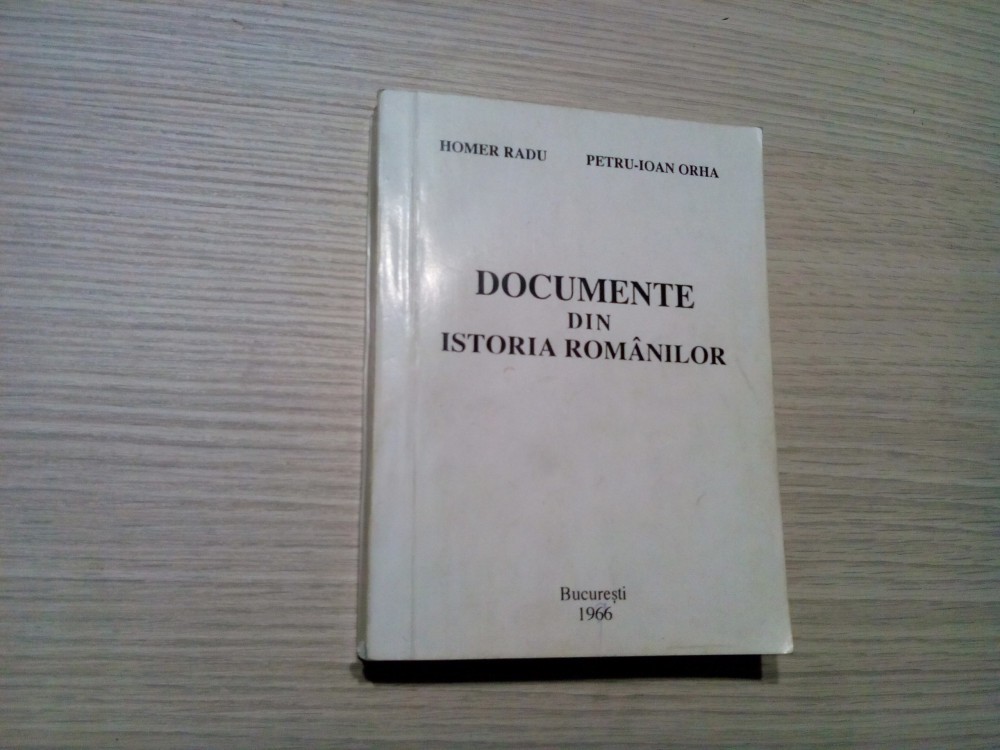 HOMER RADU PETRU-IOAN ORHA
DOCUMENTE
DIN
ISTORIA ROMÂNILOR
București
1966